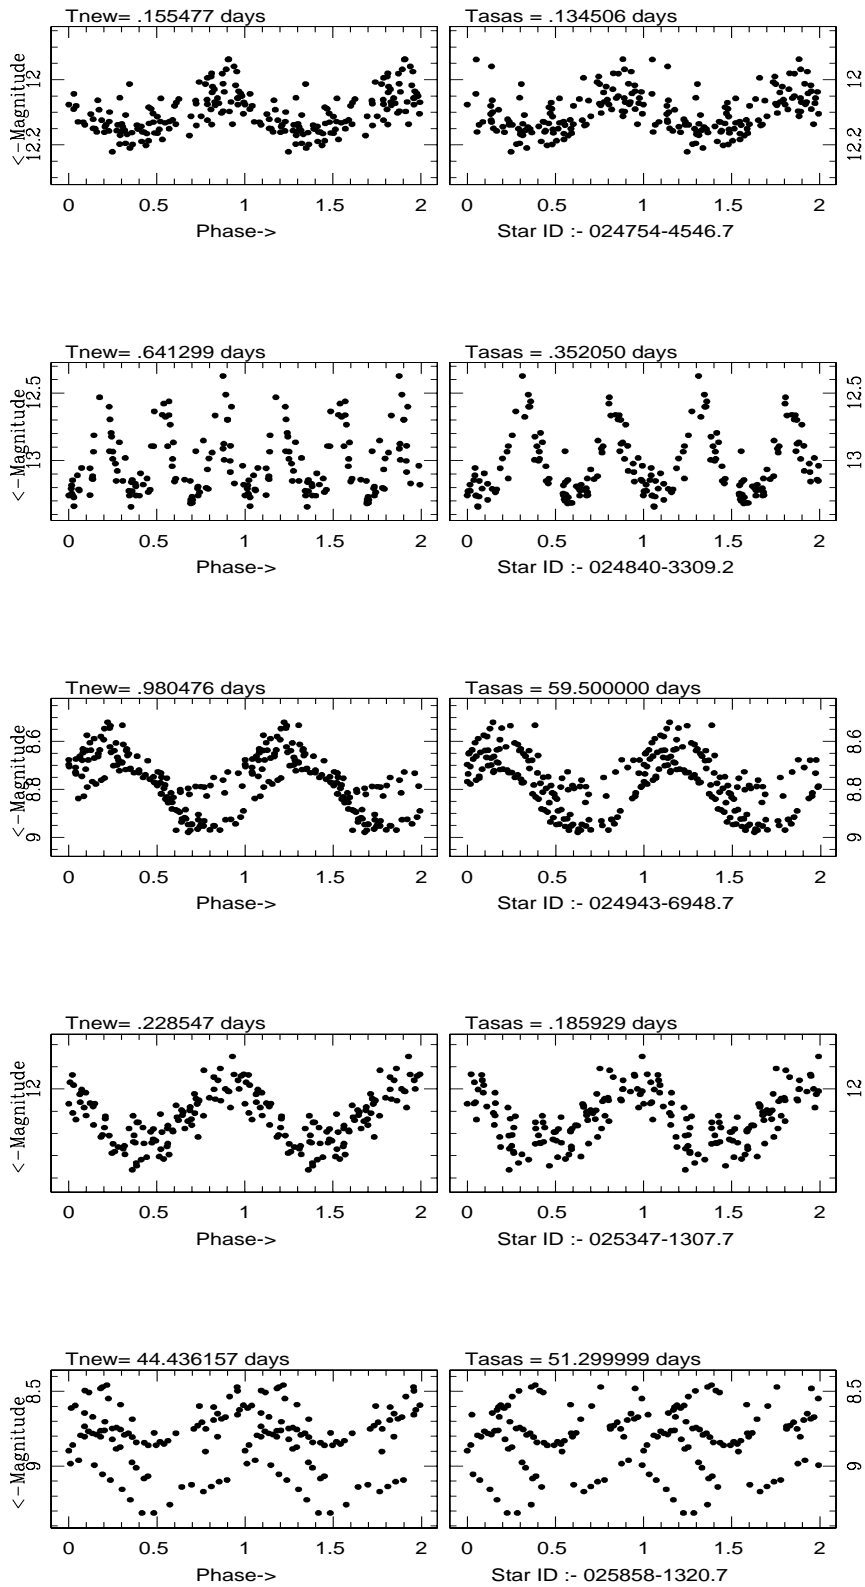 Tnew= .155477 days Tasas = .134506 days
<-Magnitude
12 12
12.2 12.2
0 0.5 1 1.5 2 0 0.5 1 1.5 2
Phase-> Star ID :- 024754-4546.7
Tnew= .641299 days Tasas = .352050 days
<-Magnitude
12.5 12.5
13 13
0 0.5 1 1.5 2 0 0.5 1 1.5 2
Phase-> Star ID :- 024840-3309.2
Tnew= .980476 days Tasas = 59.500000 days
<-Magnitude
8.6 8.6
8.8 8.8
9 9
0 0.5 1 1.5 2 0 0.5 1 1.5 2
Phase-> Star ID :- 024943-6948.7
Tnew= .228547 days Tasas = .185929 days
<-Magnitude
12 12
0 0.5 1 1.5 2 0 0.5 1 1.5 2
Phase-> Star ID :- 025347-1307.7
Tnew= 44.436157 days Tasas = 51.299999 days
<-Magnitude
8.5 8.5
9 9
0 0.5 1 1.5 2 0 0.5 1 1.5 2
Phase-> Star ID :- 025858-1320.7